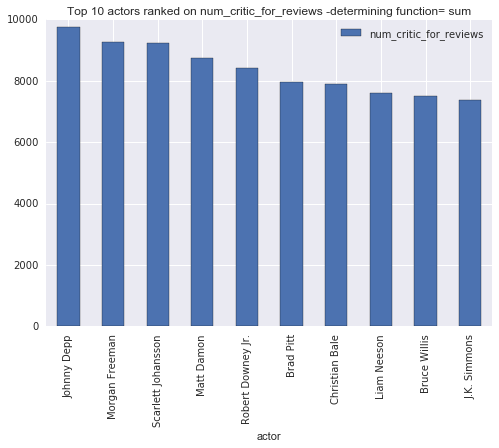 Top 10 actors ranked on num_critic_for_reviews -determining function= sum
num_critic_for_reviews
10000
8000
6000
4000
2000
0
Johnny Depp
Morgan Freeman
Scarlett Johansson
Matt Damon
Robert Downey Jr.
Brad Pitt
Christian Bale
Liam Neeson
Bruce Willis
J.K. Simmons
actor